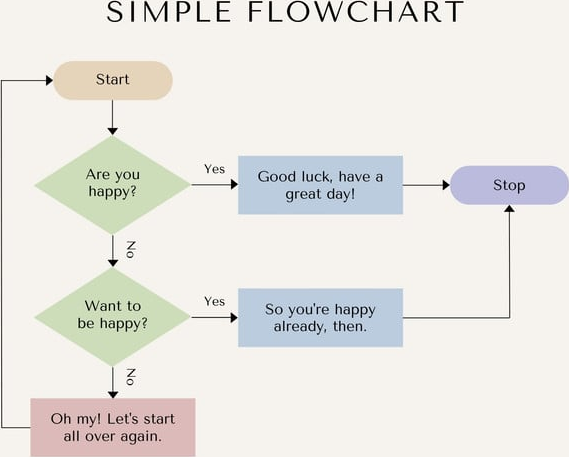 SIMPLE FLOWCHART
Start
Are you
happy?
Yes
Good luck, have a
great day!
Stop
No
Want to
be happy?
Yes
So you're happy
already, then.
No
Oh my! Let's start
all over again.